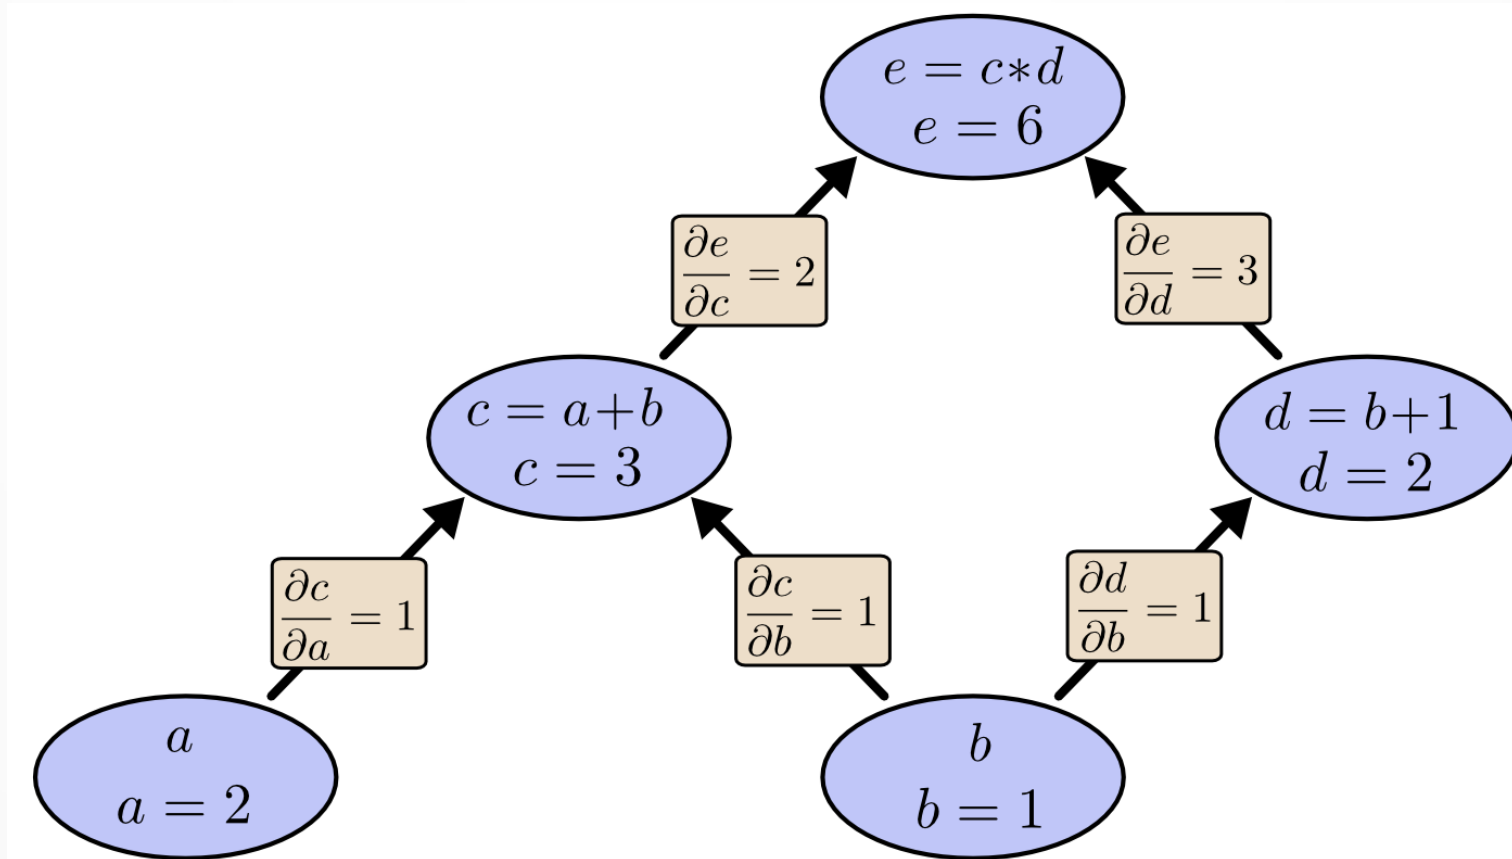 e = c*d
e = 6
∂e/∂c = 2
∂e/∂d = 3
c = a+b
c = 3
d = b+1
d = 2
∂c/∂a = 1
∂c/∂b = 1
∂d/∂b = 1
a
a = 2
b
b = 1